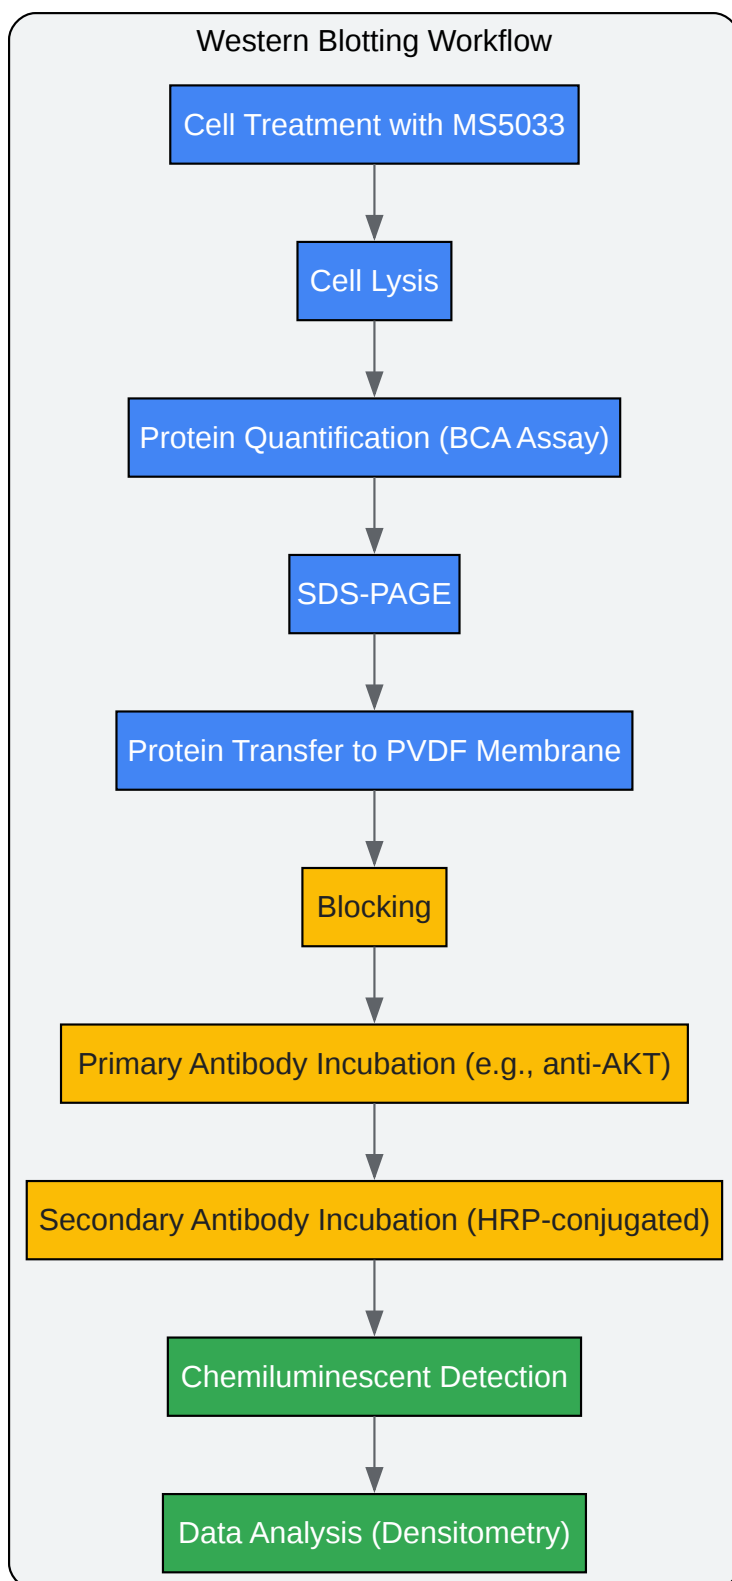 Western Blotting Workflow
Cell Treatment with MS5033
Cell Lysis
Protein Quantification (BCA Assay)
SDS-PAGE
Protein Transfer to PVDF Membrane
Blocking
Primary Antibody Incubation (e.g., anti-AKT)
Secondary Antibody Incubation (HRP-conjugated)
Chemiluminescent Detection
Data Analysis (Densitometry)